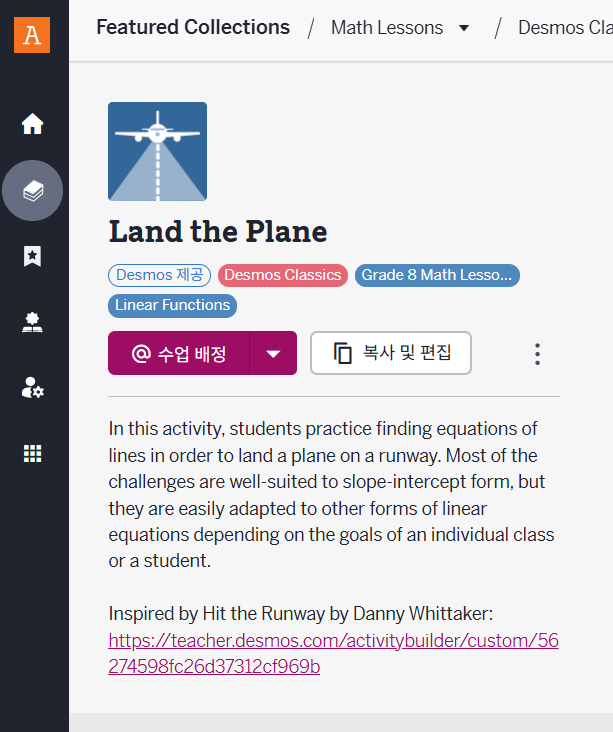 A
Featured Collections / Math Lessons / Desmos Cla
Land the Plane
Desmos 제공 Desmos Classics Grade 8 Math Lesso...
Linear Functions
수업 배정 복사 및 편집
In this activity, students practice finding equations of
lines in order to land a plane on a runway. Most of the
challenges are well-suited to slope-intercept form, but
they are easily adapted to other forms of linear
equations depending on the goals of an individual class
or a student.
Inspired by Hit the Runway by Danny Whittaker:
https://teacher.desmos.com/activitybuilder/custom/56
274598fc26d37312cf969b